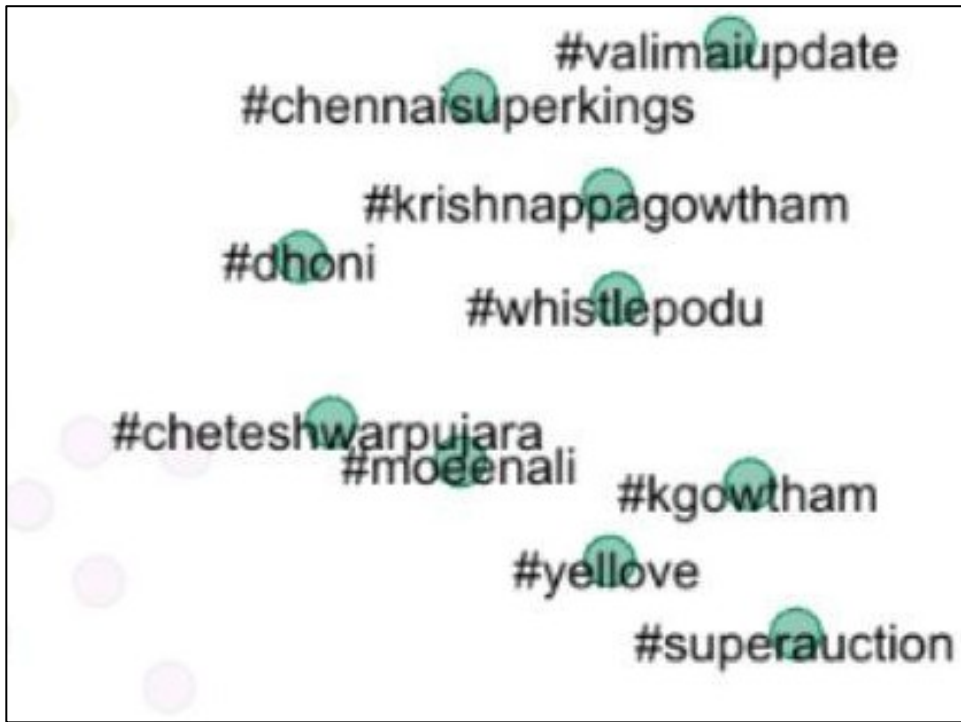 #valimaiupdate
#chennaisuperkings
#krishnappagowtham
#dhoni
#whistlepodu
#cheteshwarpujara
#moeenali
#kgowtham
#yellove
#superauction